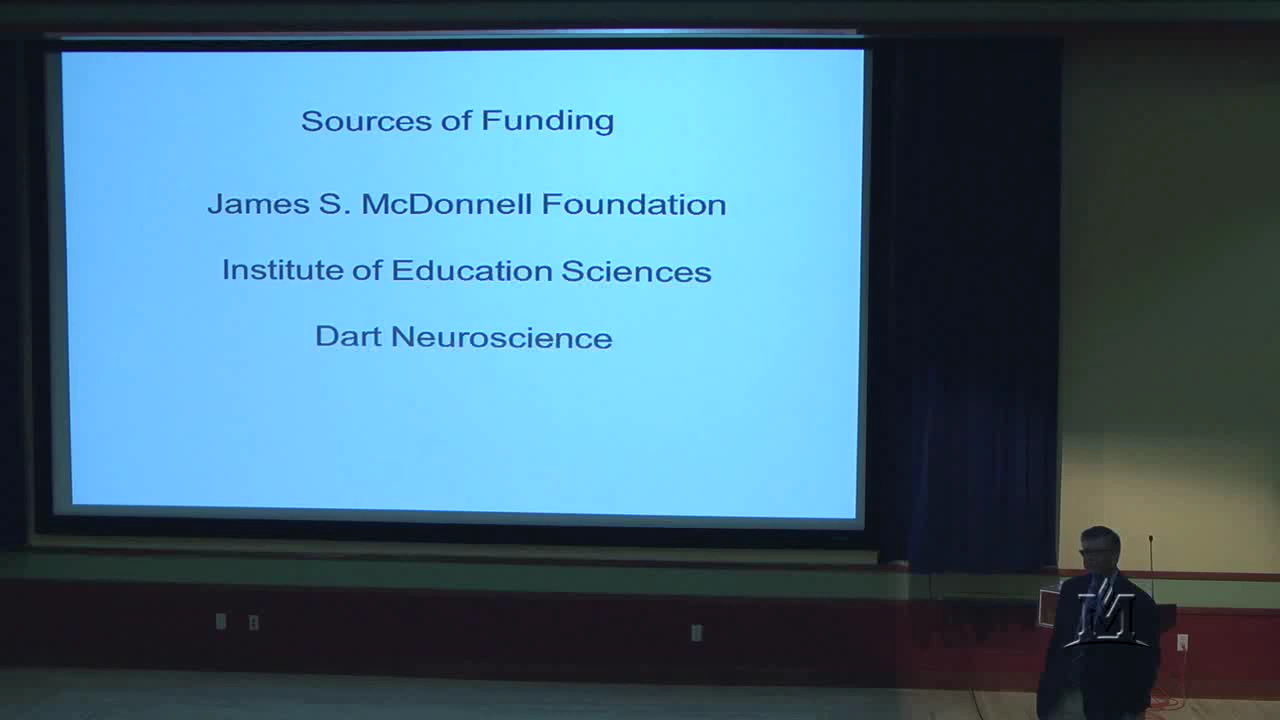 Sources of Funding
James S. McDonnell Foundation
Institute of Education Sciences
Dart Neuroscience
M